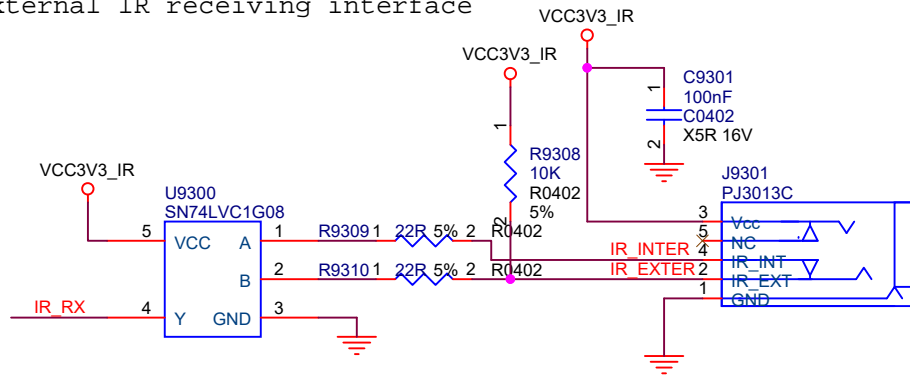 xternal IR receiving interface
VCC3V3_IR
VCC3V3_IR
C9301
100nF
C0402
X5R 16V
1
2
1
R9308
10K
R0402
5%
2
VCC3V3_IR
U9300
SN74LVC1G08
J9301
PJ3013C
5 VCC A 1 R9309 1 22R 5% 2 R0402
B 2 R9310 1 22R 5% 2 R0402
IR_RX 4 Y GND 3
3 Vcc
5 NC
IR_INTER 4 IR_INT
IR_EXTER 2 IR_EXT
1 GND